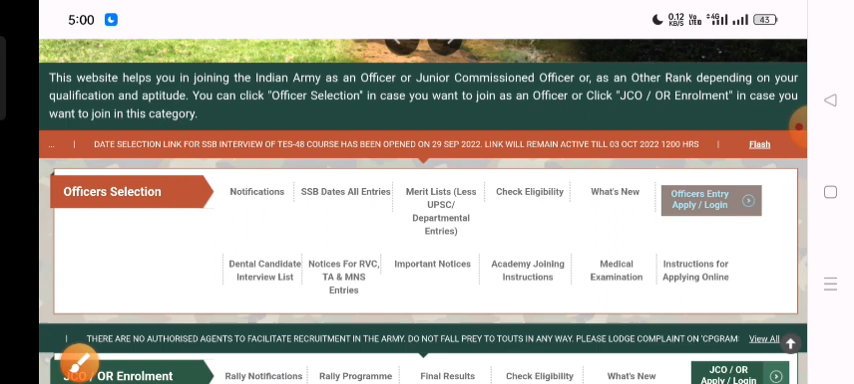 5:00
0.12 KB/S Vo LTE 4G 43
This website helps you in joining the Indian Army as an Officer or Junior Commissioned Officer or, as an Other Rank depending on your
qualification and aptitude. You can click "Officer Selection" in case you want to join as an Officer or Click "JCO / OR Enrolment" in case you
want to join in this category.
... | DATE SELECTION LINK FOR SSB INTERVIEW OF TES-48 COURSE HAS BEEN OPENED ON 29 SEP 2022. LINK WILL REMAIN ACTIVE TILL 03 OCT 2022 1200 HRS | Flash
Officers Selection
Notifications
SSB Dates All Entries
Merit Lists (Less
UPSC/
Departmental
Entries)
Check Eligibility
What's New
Officers Entry
Apply / Login
Dental Candidate
Interview List
Notices For RVC,
TA & MNS
Entries
Important Notices
Academy Joining
Instructions
Medical
Examination
Instructions for
Applying Online
| THERE ARE NO AUTHORISED AGENTS TO FACILITATE RECRUITMENT IN THE ARMY. DO NOT FALL PREY TO TOUTS IN ANY WAY. PLEASE LODGE COMPLAINT ON 'CPGRAM View All
JCO / OR Enrolment
Rally Notifications
Rally Programme
Final Results
Check Eligibility
What's New
JCO / OR
Apply / Login